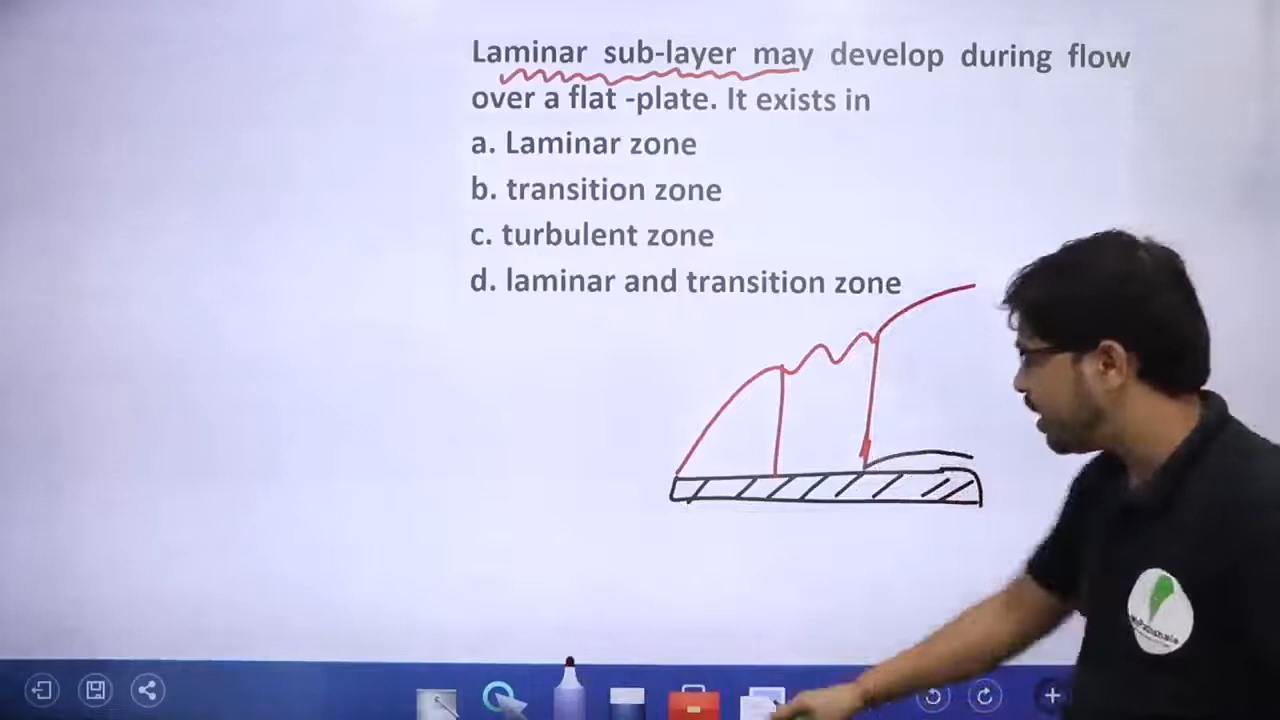 Laminar sub-layer may develop during flow
over a flat -plate. It exists in
a. Laminar zone
b. transition zone
c. turbulent zone
d. laminar and transition zone